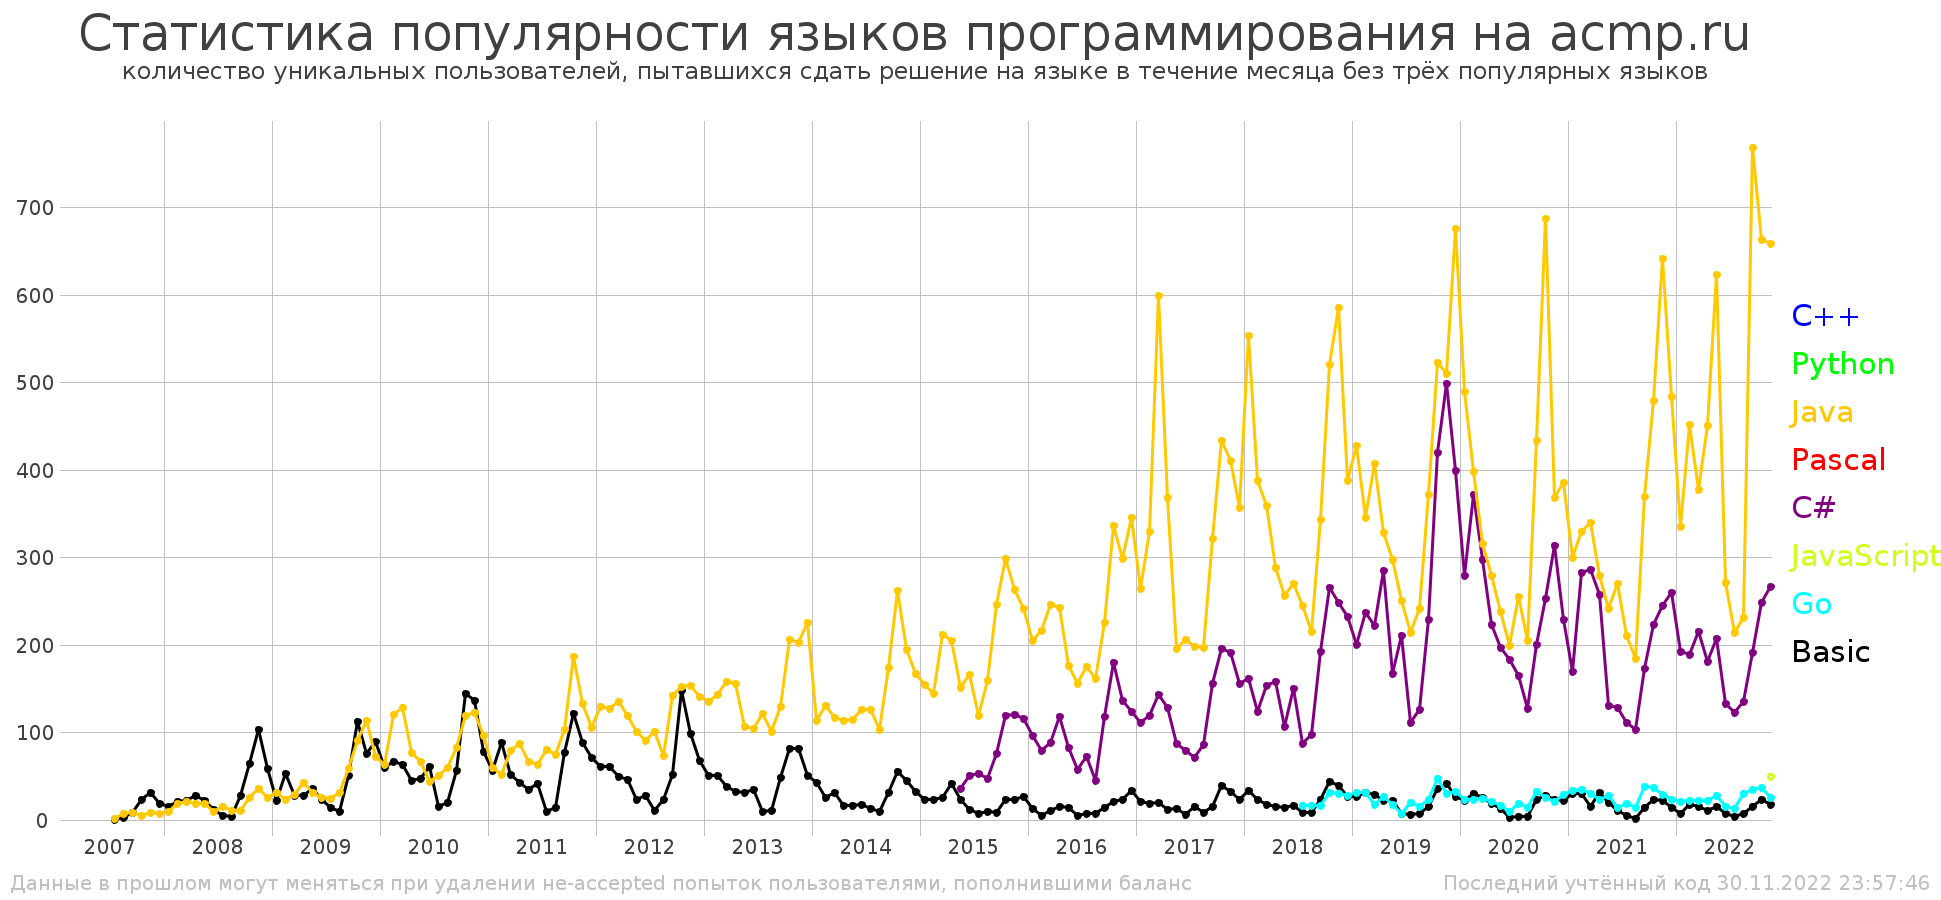 Статистика популярности языков программирования на acmp.ru
количество уникальных пользователей, пытавшихся сдать решение на языке в течение месяца без трёх популярных языков
700
600
500
400
300
200
100
0
C++
Python
Java
Pascal
C#
JavaScript
Go
Basic
2007 2008 2009 2010 2011 2012 2013 2014 2015 2016 2017 2018 2019 2020 2021 2022
Данные в прошлом могут меняться при удалении не-accepted попыток пользователями, пополнившими баланс
Последний учтённый код 30.11.2022 23:57:46